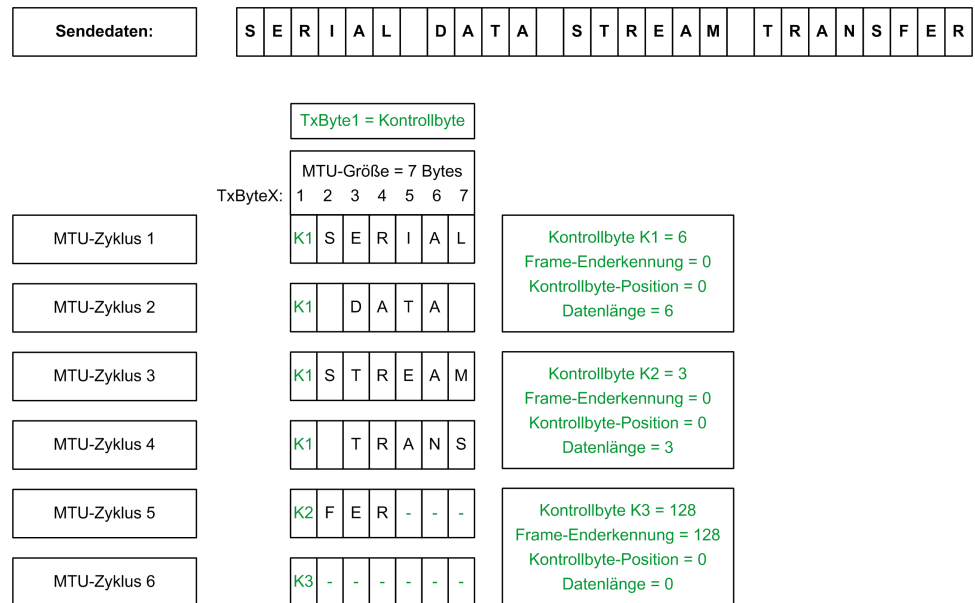 Sendedaten: S E R I A L D A T A S T R E A M T R A N S F E R
TxByte1 = Kontrollbyte
MTU-Größe = 7 Bytes
TxByteX: 1 2 3 4 5 6 7
MTU-Zyklus 1 K1 S E R I A L
Kontrollbyte K1 = 6
Frame-Enderkennung = 0
Kontrollbyte-Position = 0
Datenlänge = 6
MTU-Zyklus 2 K1 D A T A
MTU-Zyklus 3 K1 S T R E A M
Kontrollbyte K2 = 3
Frame-Enderkennung = 0
Kontrollbyte-Position = 0
Datenlänge = 3
MTU-Zyklus 4 K1 T R A N S
MTU-Zyklus 5 K2 F E R - - -
Kontrollbyte K3 = 128
Frame-Enderkennung = 128
Kontrollbyte-Position = 0
Datenlänge = 0
MTU-Zyklus 6 K3 - - - - - -